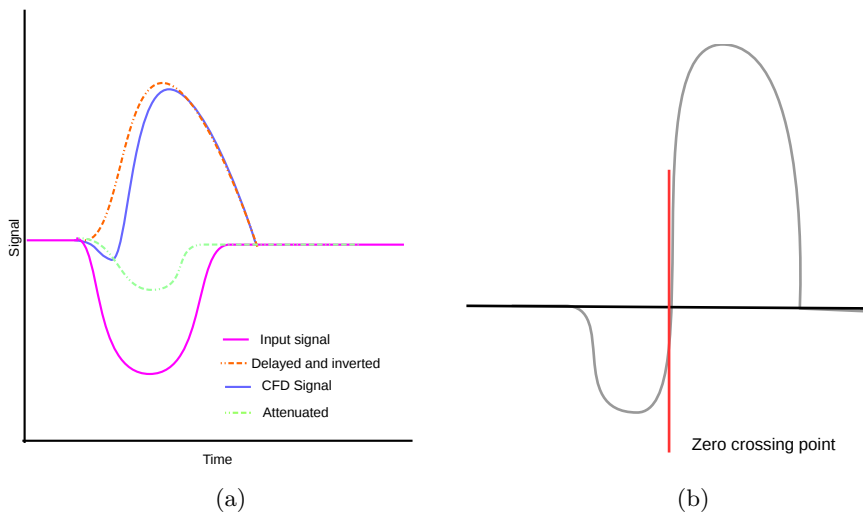 Signal
Input signal
Delayed and inverted
CFD Signal
Attenuated
Time
(a)
Zero crossing point
(b)